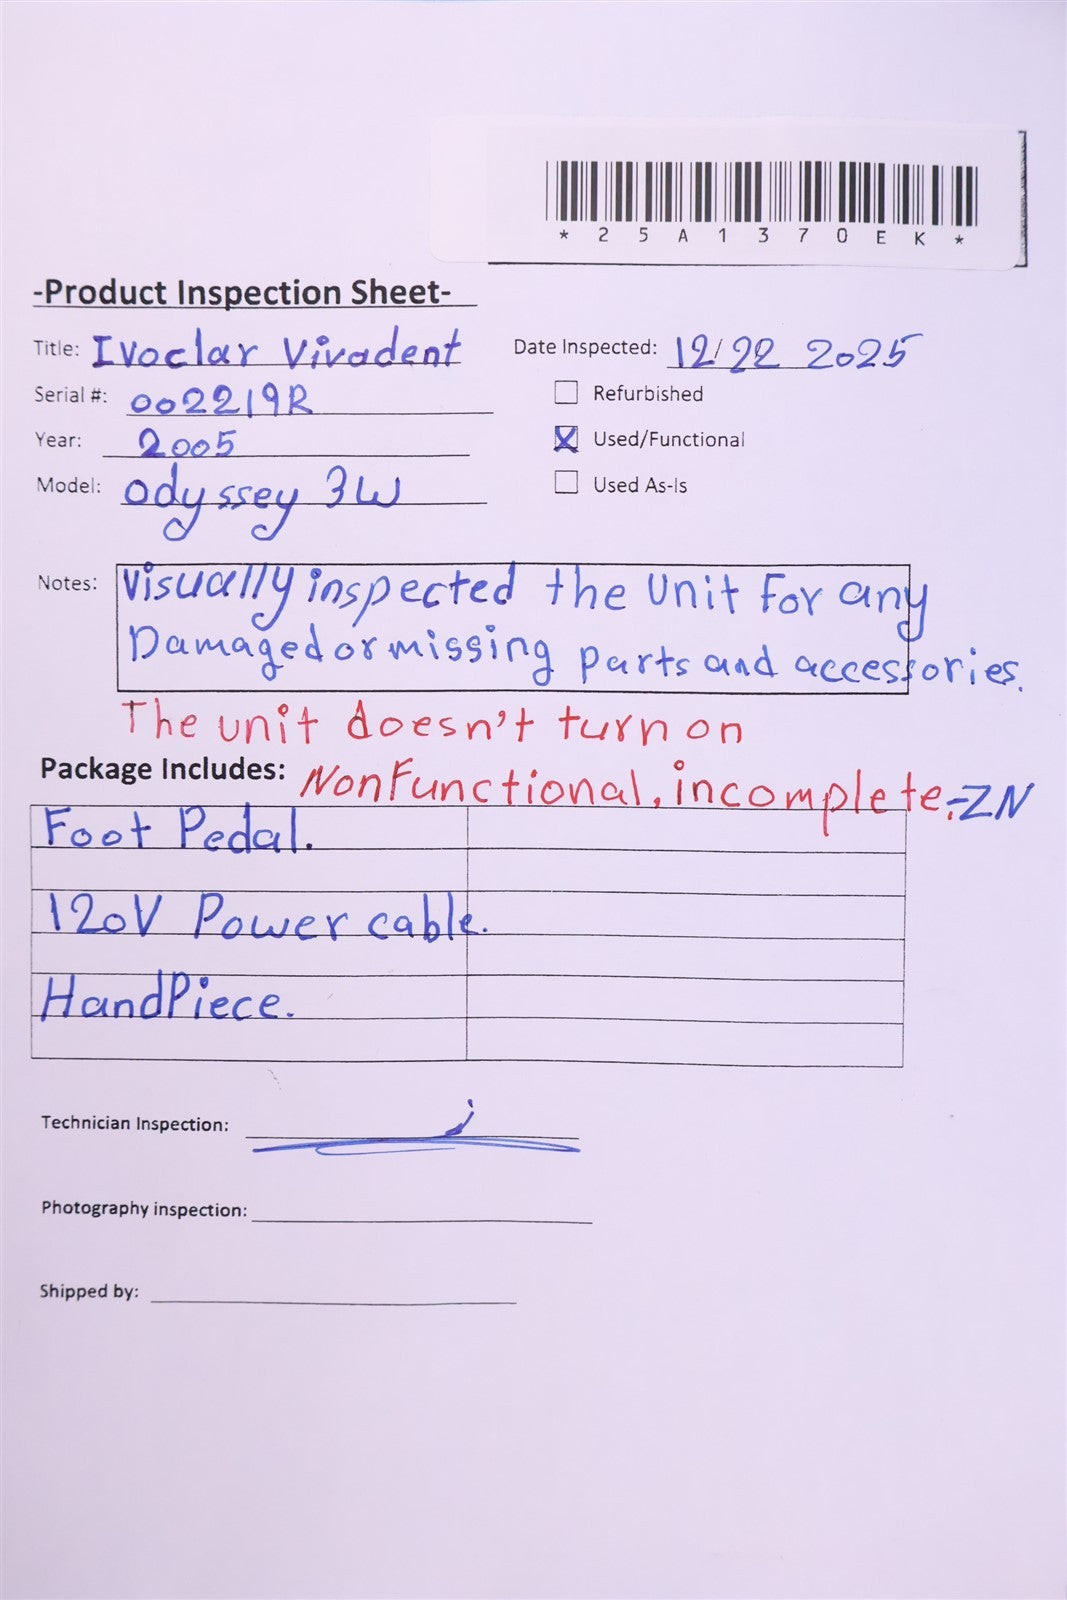 * 2 5 A 1 3 7 0 E K *
-Product Inspection Sheet-
Title: Ivoclar Vivadent
Date Inspected: 12/22 2025
Serial #: 002219R
Refurbished
Year: 2005
Used/Functional
Model: Odyssey 3W
Used As-Is
Notes: Visually inspected the Unit For any
Damaged or missing parts and accessories.
The unit doesn't turn on
Package Includes: NonFunctional, incomplete.-ZN
Foot Pedal.
120V Power cable.
HandPiece.
Technician Inspection:
Photography inspection:
Shipped by: